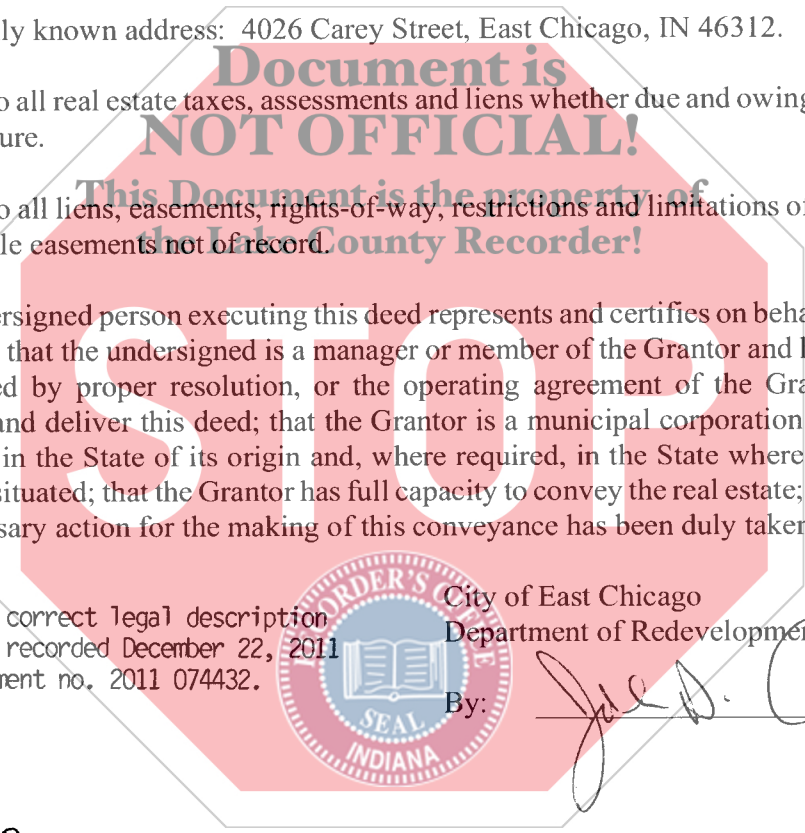 ly known address: 4026 Carey Street, East Chicago, IN 46312.
Document is
o all real estate taxes, assessments and liens whether due and owing
ure.
NOT OFFICIAL!
This Document is the property of
o all liens, easements, rights-of-way, restrictions and limitations o
le easements not of record.
the Lake County Recorder!
ersigned person executing this deed represents and certifies on beha
that the undersigned is a manager or member of the Grantor and
ed by proper resolution, or the operating agreement of the Gra
and deliver this deed; that the Grantor is a municipal corporation
in the State of its origin and, where required, in the State where
situated; that the Grantor has full capacity to convey the real estate;
sary action for the making of this conveyance has been duly taken
STOP
correct legal description
recorded December 22, 2011
ment no. 2011 074432.
RECORDER'S OFFICE
SEAL
INDIANA
City of East Chicago
Department of Redevelopme
By: